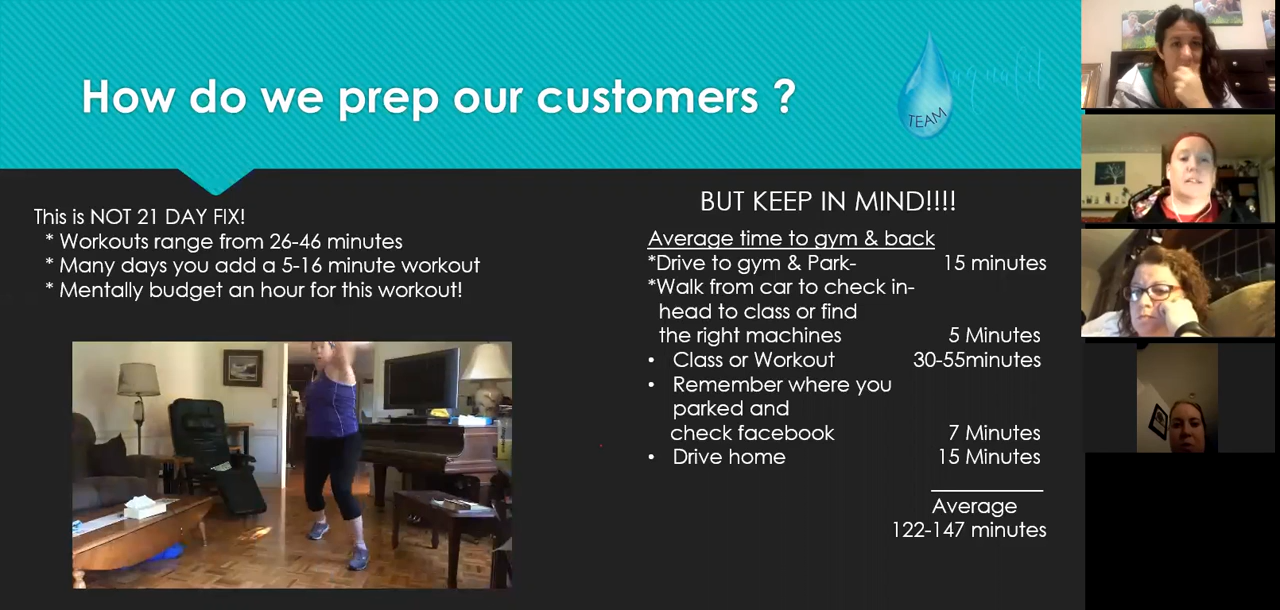 How do we prep our customers ?
aquafit
TEAM
This is NOT 21 DAY FIX!
* Workouts range from 26-46 minutes
* Many days you add a 5-16 minute workout
* Mentally budget an hour for this workout!
BUT KEEP IN MIND!!!!
Average time to gym & back
*Drive to gym & Park- 15 minutes
*Walk from car to check in-
head to class or find
the right machines 5 Minutes
• Class or Workout 30-55minutes
• Remember where you
parked and
check facebook 7 Minutes
• Drive home 15 Minutes
Average
122-147 minutes